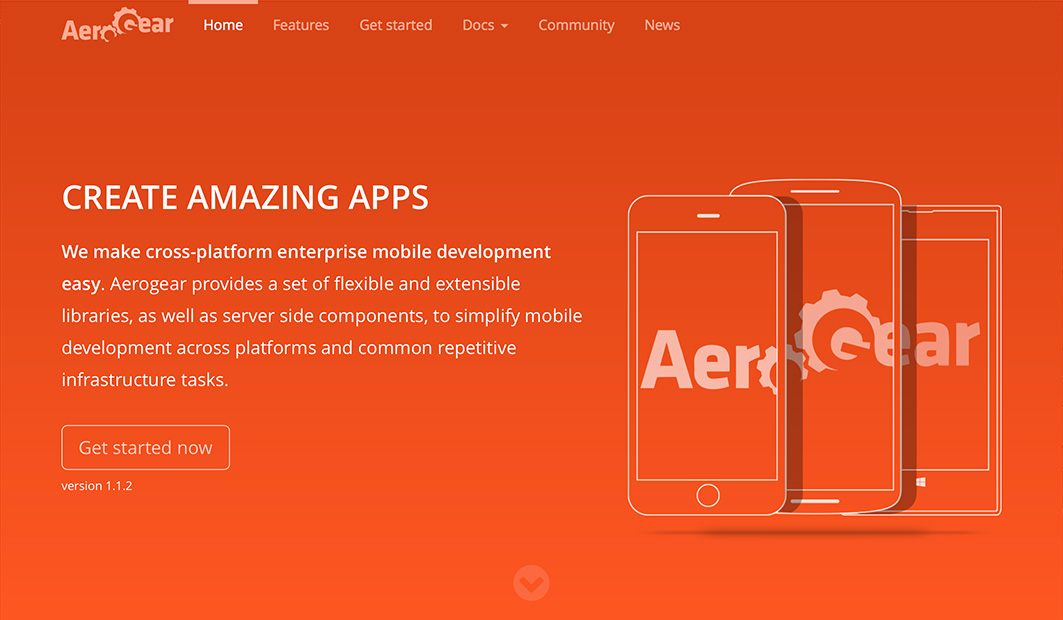 AeroGear Home Features Get started Docs Community News
CREATE AMAZING APPS
We make cross-platform enterprise mobile development
easy. Aerogear provides a set of flexible and extensible
libraries, as well as server side components, to simplify mobile
development across platforms and common repetitive
infrastructure tasks.
Get started now
version 1.1.2
AeroGear